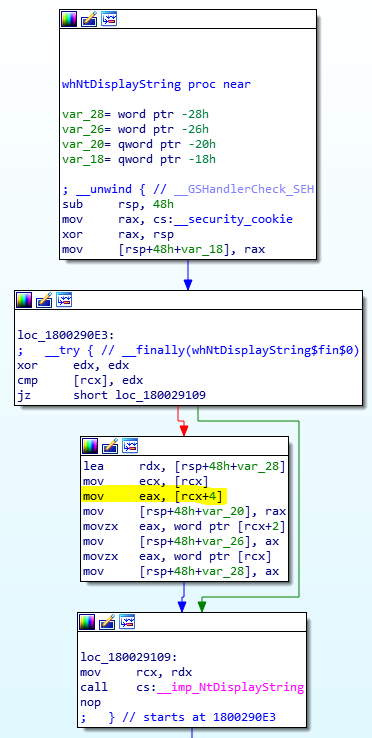 whNtDisplayString proc near
var_28= word ptr -28h
var_26= word ptr -26h
var_20= qword ptr -20h
var_18= qword ptr -18h
; __unwind { // __GSHandlerCheck_SEH
sub rsp, 48h
mov rax, cs:__security_cookie
xor rax, rsp
mov [rsp+48h+var_18], rax
loc_1800290E3:
; __try { // __finally(whNtDisplayString$fin$0)
xor edx, edx
cmp [rcx], edx
jz short loc_180029109
lea rdx, [rsp+48h+var_28]
mov ecx, [rcx]
mov eax, [rcx+4]
mov [rsp+48h+var_20], rax
movzx eax, word ptr [rcx+2]
mov [rsp+48h+var_26], ax
movzx eax, word ptr [rcx]
mov [rsp+48h+var_28], ax
loc_180029109:
mov rcx, rdx
call cs:__imp_NtDisplayString
nop
; } // starts at 1800290E3